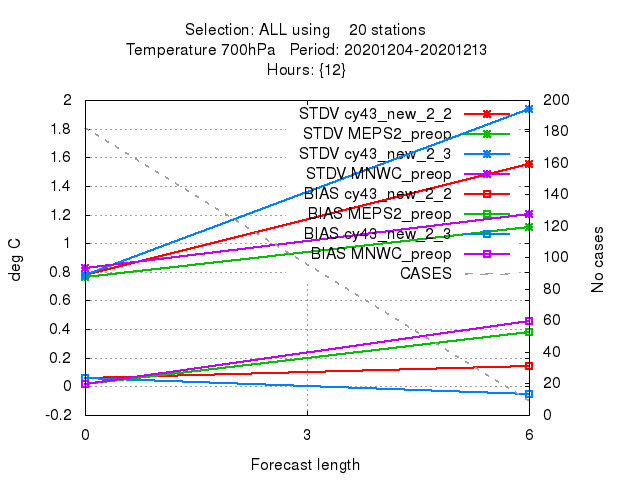 Selection: ALL using 20 stations
Temperature 700hPa Period: 20201204-20201213
Hours: {12}
2 200
STDV cy43_new_2_2
1.8 180
STDV MEPS2_preop
1.6 160
STDV cy43_new_2_3
STDV MNWC_preop
1.4 140
BIAS cy43_new_2_2
1.2 120
BIAS MEPS2_preop
BIAS cy43_new_2_3
1 100
BIAS MNWC_preop
0.8 80
CASES
deg C
No cases
0.6 60
0.4 40
0.2
0 20
-0.2 0
0 3 6
Forecast length